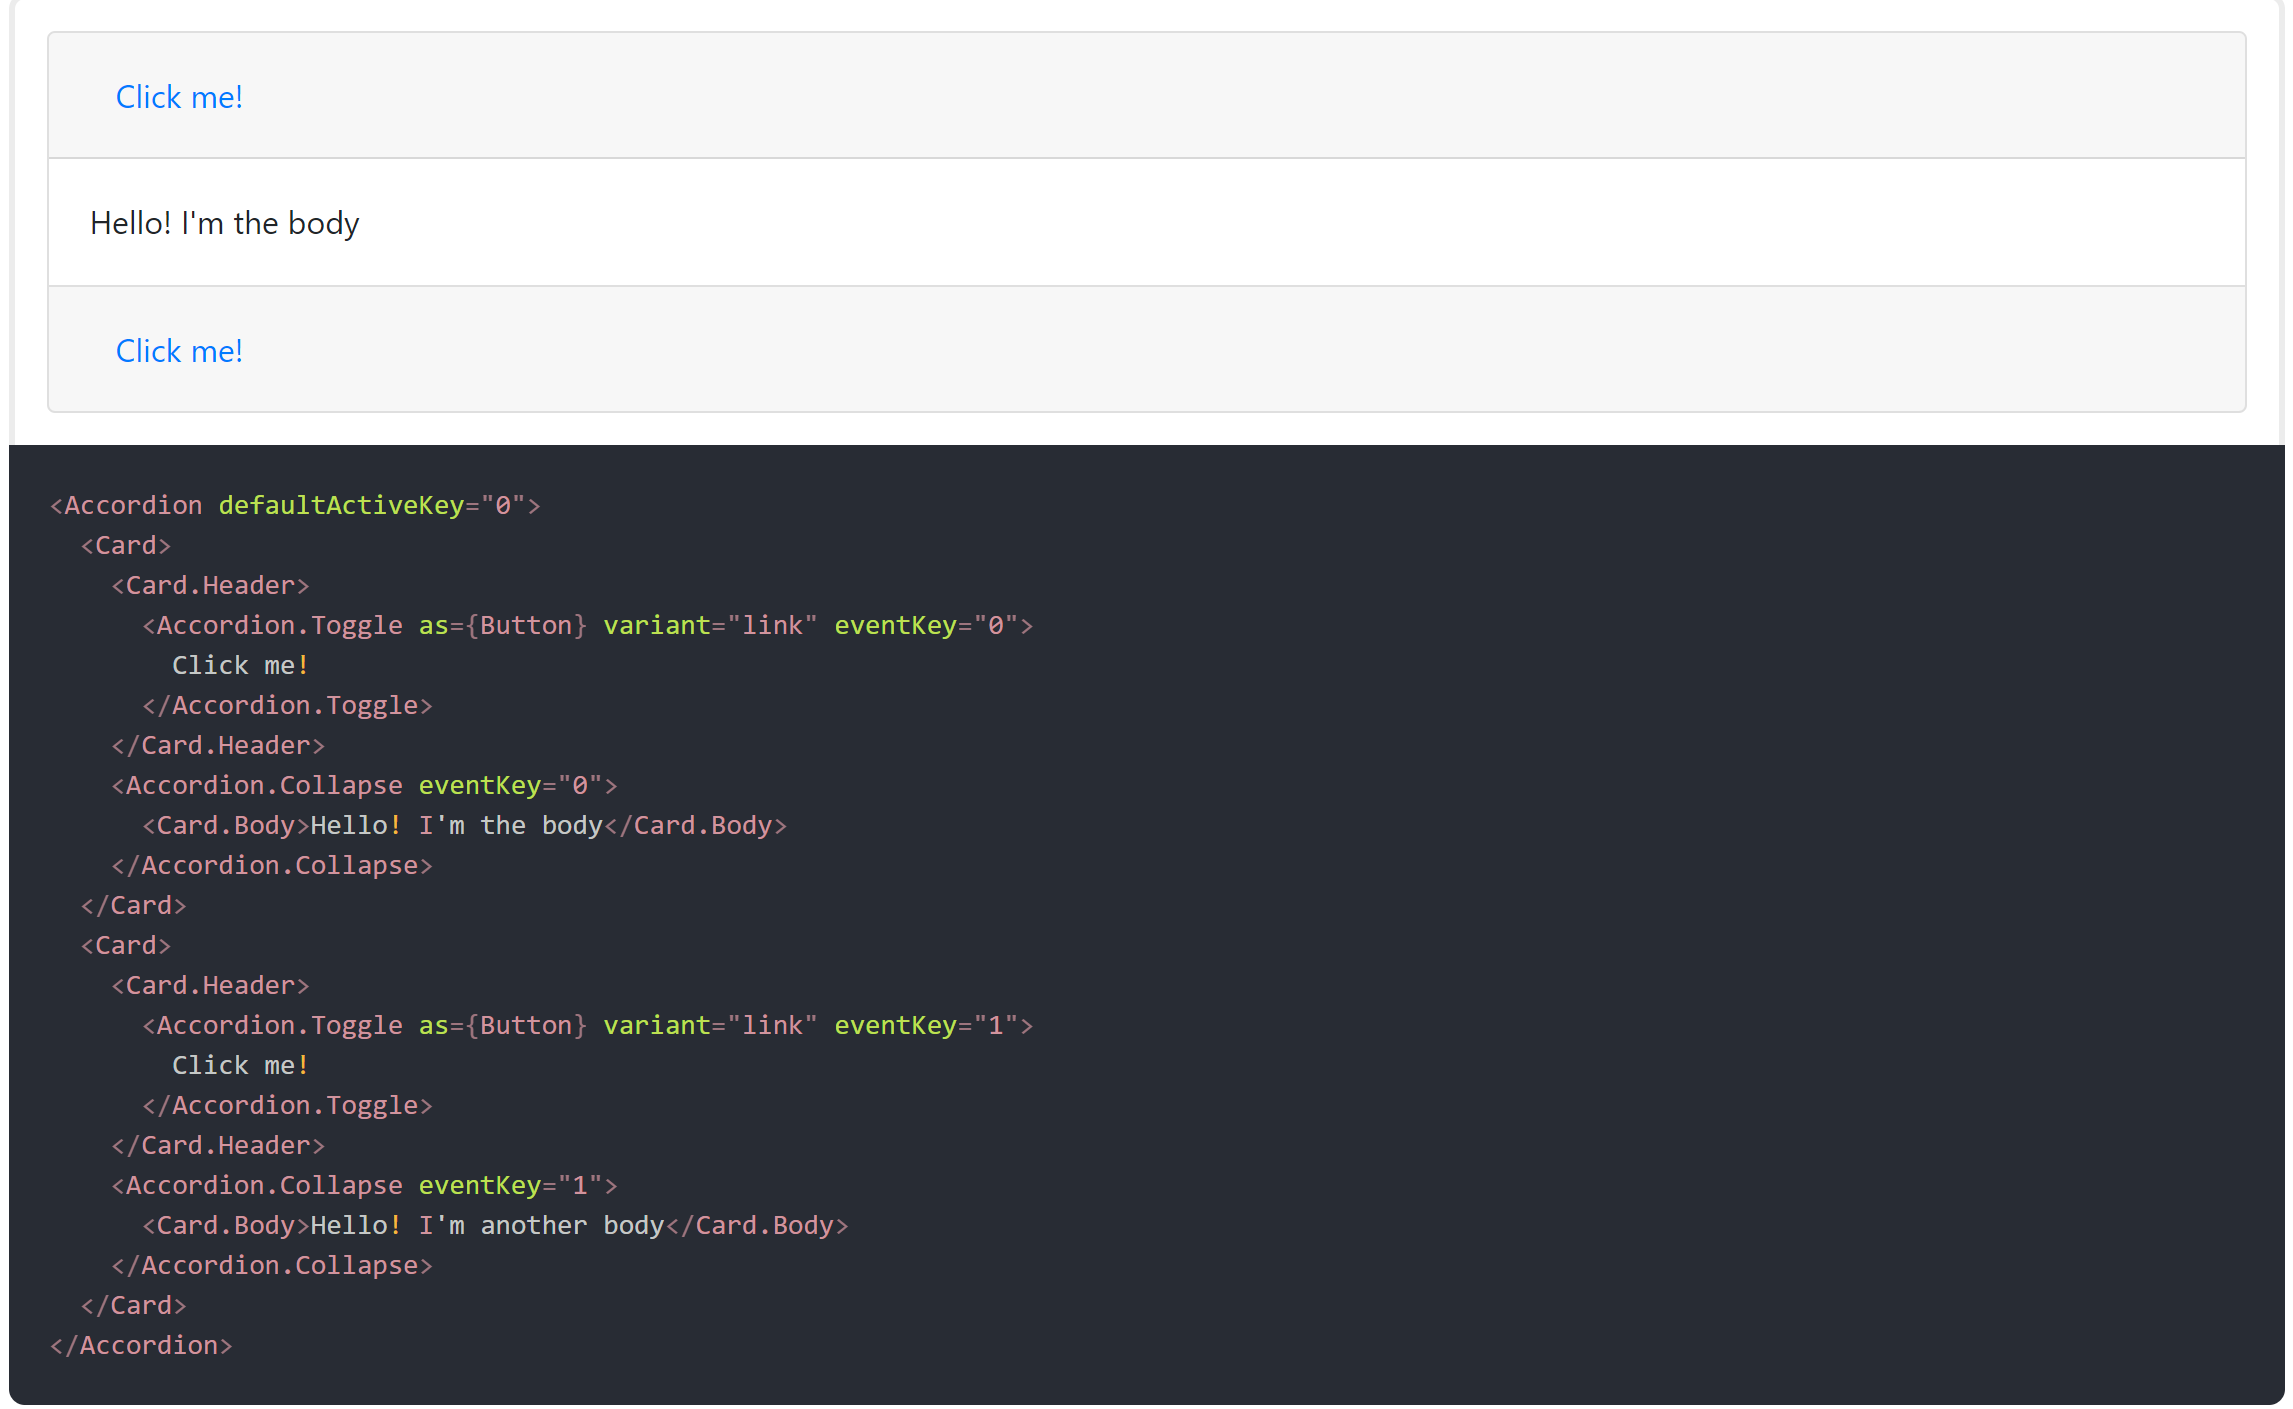 Click me!
Hello! I'm the body
Click me!
<Accordion defaultActiveKey="0">
  <Card>
    <Card.Header>
      <Accordion.Toggle as={Button} variant="link" eventKey="0">
        Click me!
      </Accordion.Toggle>
    </Card.Header>
    <Accordion.Collapse eventKey="0">
      <Card.Body>Hello! I'm the body</Card.Body>
    </Accordion.Collapse>
  </Card>
  <Card>
    <Card.Header>
      <Accordion.Toggle as={Button} variant="link" eventKey="1">
        Click me!
      </Accordion.Toggle>
    </Card.Header>
    <Accordion.Collapse eventKey="1">
      <Card.Body>Hello! I'm another body</Card.Body>
    </Accordion.Collapse>
  </Card>
</Accordion>